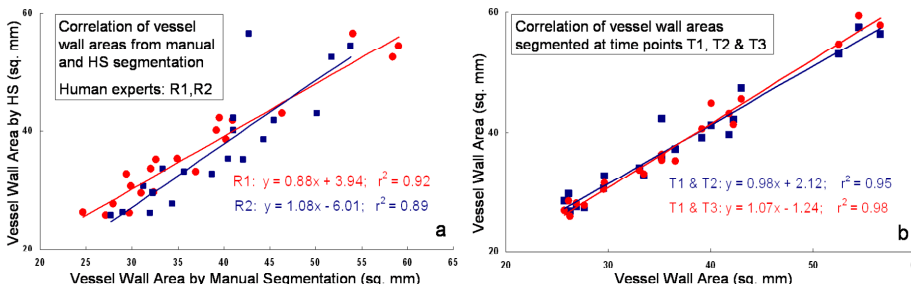 Correlation of vessel
wall areas from manual
and HS segmentation
Human experts: R1,R2
Vessel Wall Area by HS (sq. mm)
60
40
20
R1: y = 0.88x + 3.94; r² = 0.92
R2: y = 1.08x - 6.01; r² = 0.89
a
20 25 30 35 40 45 50 55 60 65
Vessel Wall Area by Manual Segmentation (sq. mm)
Correlation of vessel wall areas
segmented at time points T1, T2 & T3
Vessel Wall Area (sq. mm)
60
40
20
T1 & T2: y = 0.98x + 2.12; r² = 0.95
T1 & T3: y = 1.07x - 1.24; r² = 0.98
b
20 30 40 50
Vessel Wall Area (sq. mm)